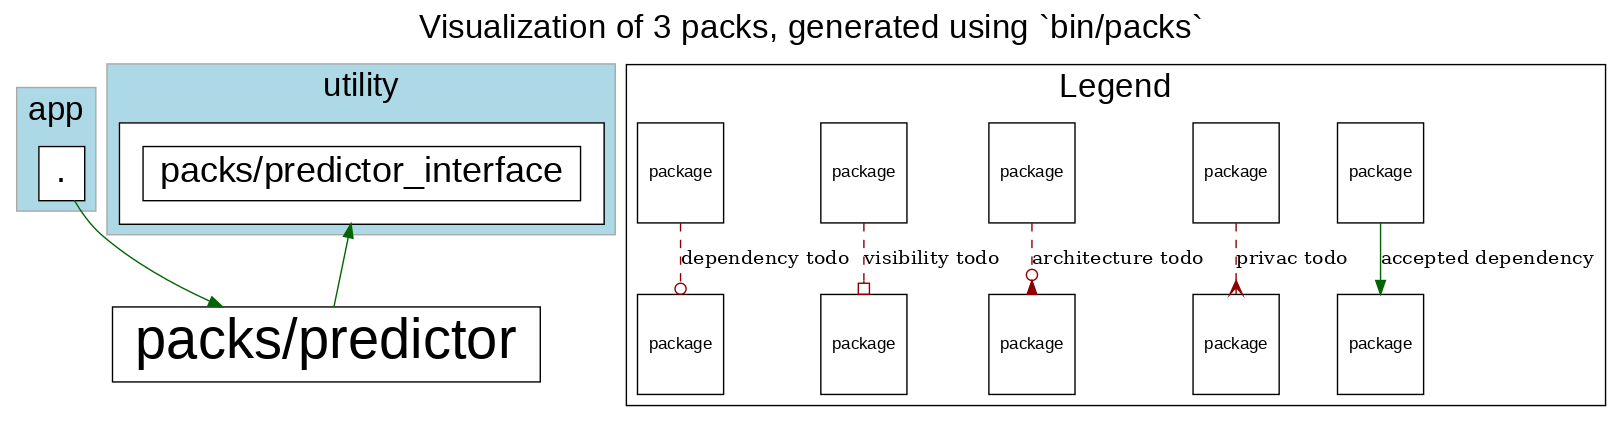 Visualization of 3 packs, generated using `bin/packs`
app
.
utility
packs/predictor_interface
packs/predictor
Legend
package
package
package
package
package
dependency todo
visibility todo
architecture todo
privac todo
accepted dependency
package
package
package
package
package